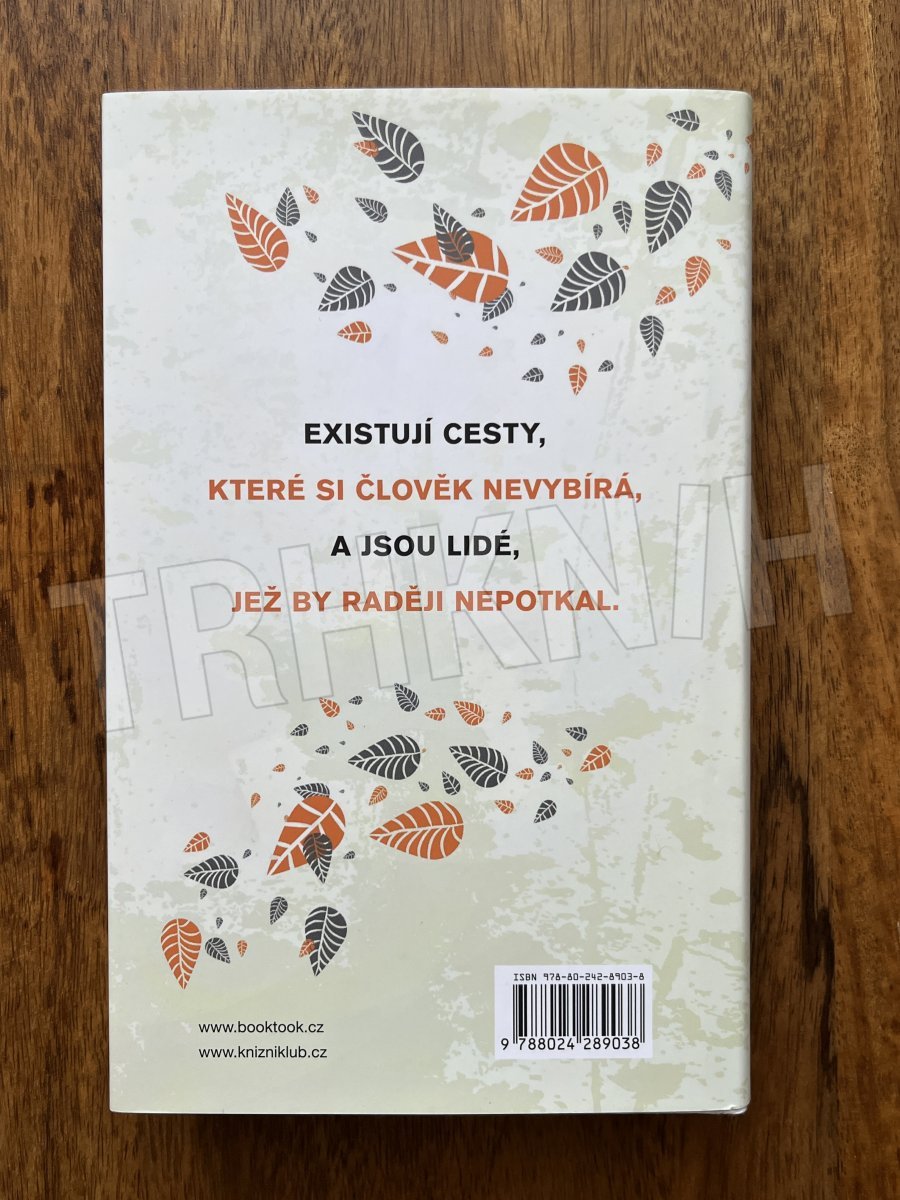 EXISTUJÍ CESTY,
KTERÉ SI ČLOVĚK NEVYBÍRÁ,
A JSOU LIDÉ,
JEŽ BY RADĚJI NEPOTKAL.
TRHKNIH
ISBN 978-80-242-8903-8
9 788024 289038
www.booktook.cz
www.knizniklub.cz